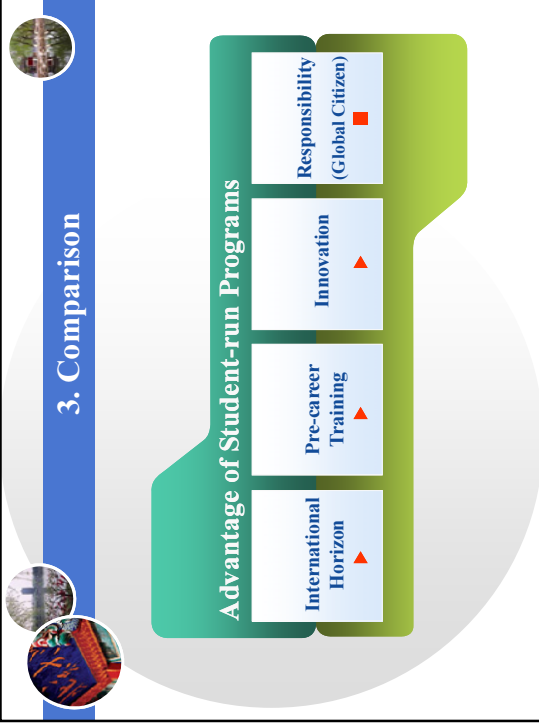 3. Comparison
Advantage of Student-run Programs
International
Horizon
Pre-career
Training
Innovation
Responsibility
(Global Citizen)